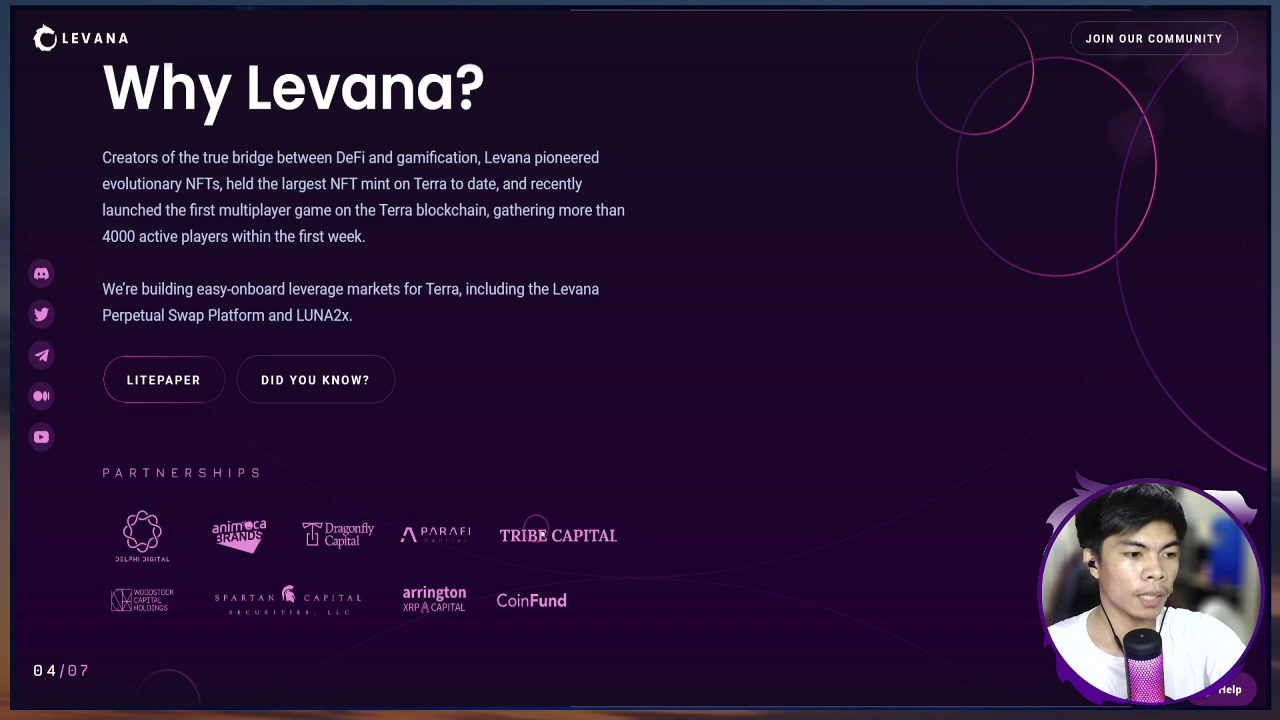 LEVANA
JOIN OUR COMMUNITY
Why Levana?
Creators of the true bridge between DeFi and gamification, Levana pioneered
evolutionary NFTs, held the largest NFT mint on Terra to date, and recently
launched the first multiplayer game on the Terra blockchain, gathering more than
4000 active players within the first week.
We're building easy-onboard leverage markets for Terra, including the Levana
Perpetual Swap Platform and LUNA2x.
LITEPAPER
DID YOU KNOW?
PARTNERSHIPS
DELPHI DIGITAL
animoca
BRANDS
Dragonfly
Capital
PARAFI
CAPITAL
TRIBE CAPITAL
WOODSTOCK
CAPITAL
HOLDINGS
SPARTAN CAPITAL
SECURITIES, LLC
arrington
XRP CAPITAL
CoinFund
04/07
Help